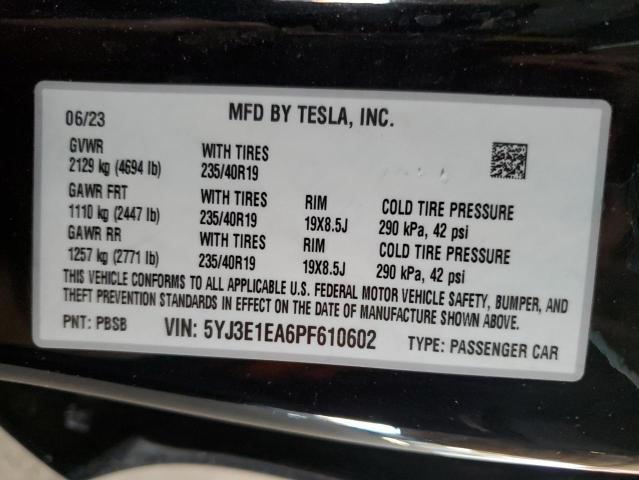 06/23 MFD BY TESLA, INC.
GVWR WITH TIRES
2129 kg (4694 lb) 235/40R19
GAWR FRT WITH TIRES RIM COLD TIRE PRESSURE
1110 kg (2447 lb) 235/40R19 19X8.5J 290 kPa, 42 psi
GAWR RR WITH TIRES RIM COLD TIRE PRESSURE
1257 kg (2771 lb) 235/40R19 19X8.5J 290 kPa, 42 psi
THIS VEHICLE CONFORMS TO ALL APPLICABLE U.S. FEDERAL MOTOR VEHICLE SAFETY, BUMPER, AND
THEFT PREVENTION STANDARDS IN EFFECT ON THE DATE OF MANUFACTURE SHOWN ABOVE.
PNT: PBSB VIN: 5YJ3E1EA6PF610602 TYPE: PASSENGER CAR